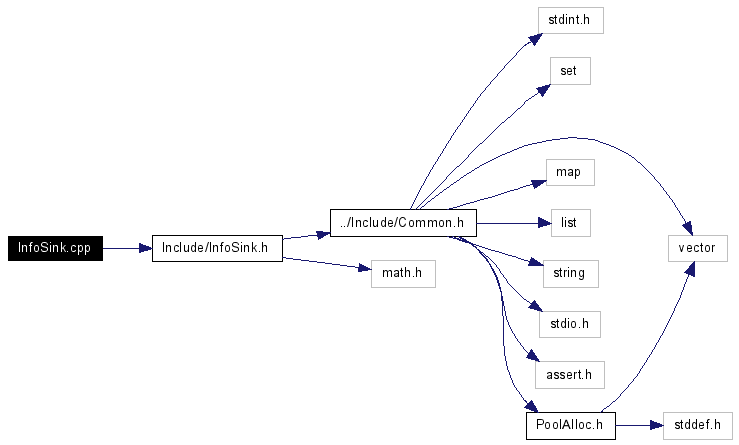 stdint.h
set
map
../Include/Common.h
list
InfoSink.cpp
Include/InfoSink.h
vector
math.h
string
stdio.h
assert.h
PoolAlloc.h
stddef.h